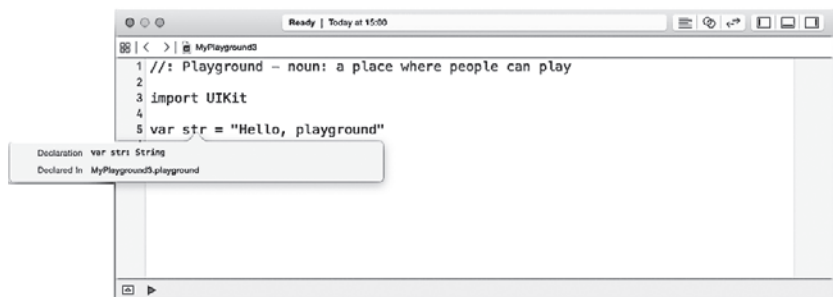 Ready | Today at 15:00
MyPlayground3
1 //: Playground – noun: a place where people can play
2
3 import UIKit
4
5 var str = "Hello, playground"
Declaration var str: String
Declared In MyPlayground3.playground